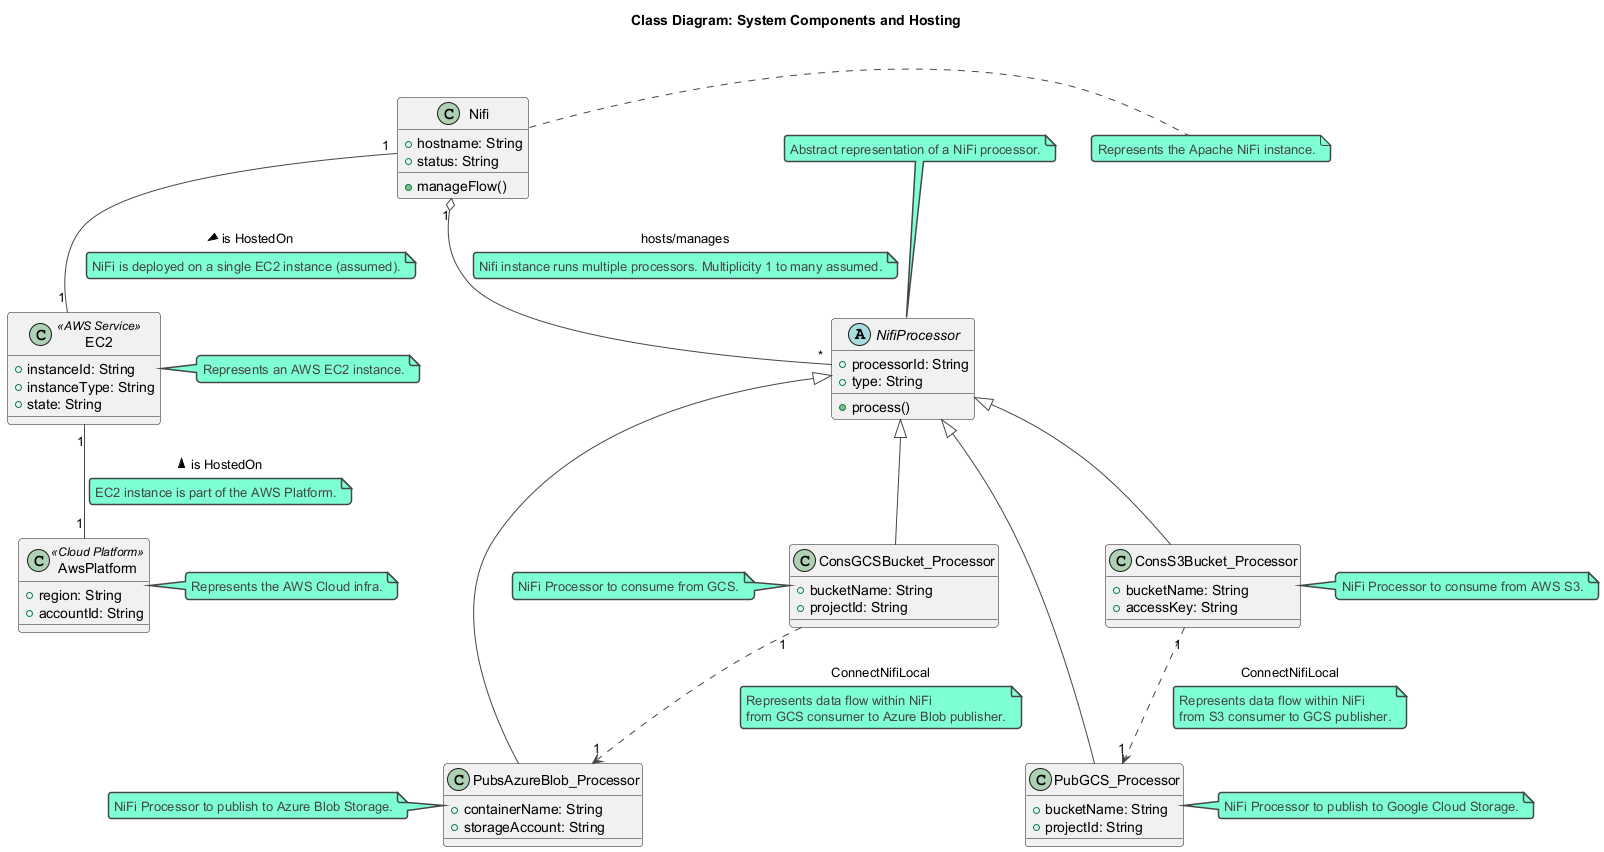 Class Diagram: System Components and Hosting
C Nifi
hostname: String
status: String
manageFlow()
Abstract representation of a NiFi processor.
Represents the Apache NiFi instance.
1
1
is HostedOn
NiFi is deployed on a single EC2 instance (assumed).
hosts/manages
Nifi instance runs multiple processors. Multiplicity 1 to many assumed.
1
*
C «AWS Service»
EC2
instanceId: String
instanceType: String
state: String
Represents an AWS EC2 instance.
A NifiProcessor
processorId: String
type: String
process()
1
is HostedOn
EC2 instance is part of the AWS Platform.
1
C «Cloud Platform»
AwsPlatform
region: String
accountId: String
Represents the AWS Cloud infra.
NiFi Processor to consume from GCS.
C ConsGCSBucket_Processor
bucketName: String
projectId: String
C ConsS3Bucket_Processor
bucketName: String
accessKey: String
NiFi Processor to consume from AWS S3.
1
ConnectNifiLocal
Represents data flow within NiFi
from GCS consumer to Azure Blob publisher.
1
1
ConnectNifiLocal
Represents data flow within NiFi
from S3 consumer to GCS publisher.
1
NiFi Processor to publish to Azure Blob Storage.
C PubsAzureBlob_Processor
containerName: String
storageAccount: String
C PubGCS_Processor
bucketName: String
projectId: String
NiFi Processor to publish to Google Cloud Storage.